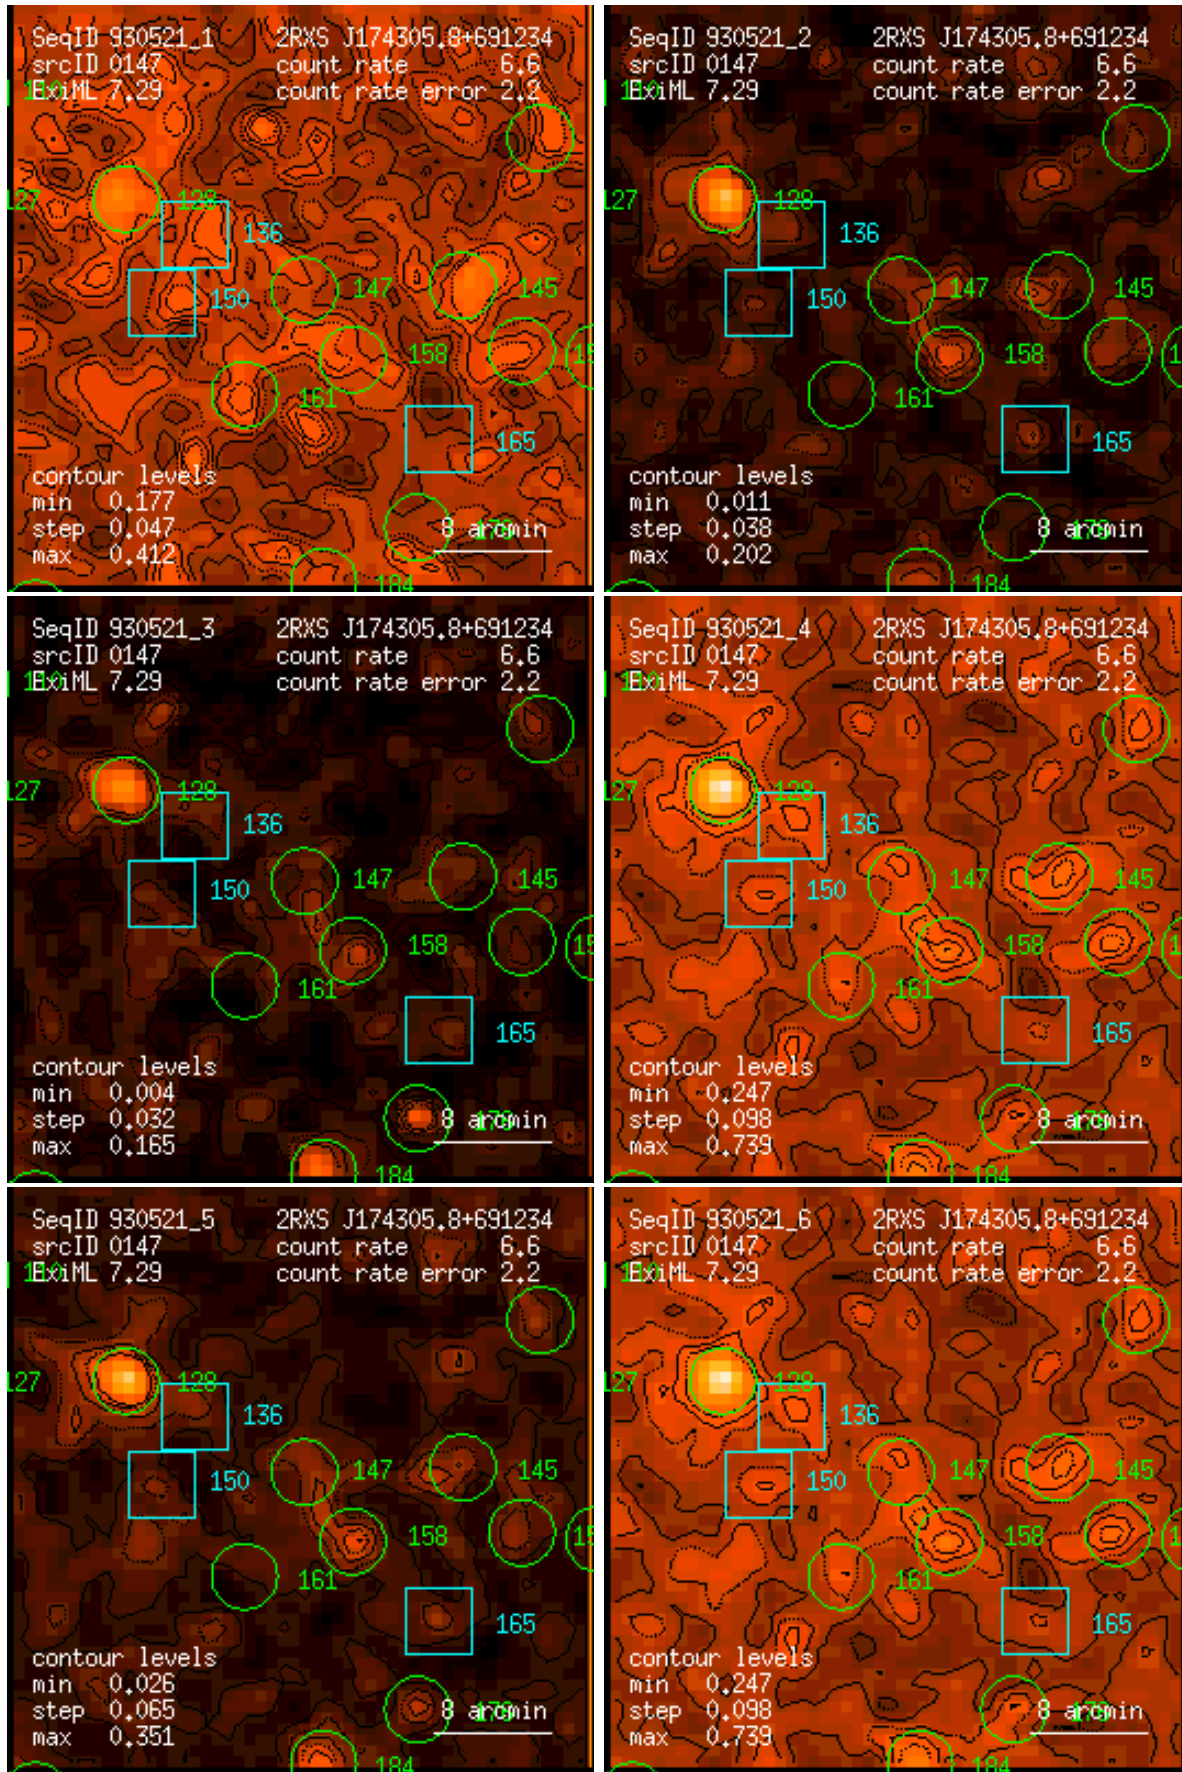 SeqID 930521_1 2RXS J174305.8+691234
srcID 0147 count rate 6.6
ExiML 7.29 count rate error 2.2
127 128
136
150 147 145
158
161
165
contour levels
min 0.177
step 0.047
max 0.412
8 arcmin
184
SeqID 930521_2 2RXS J174305.8+691234
srcID 0147 count rate 6.6
ExiML 7.29 count rate error 2.2
127 128
136
150 147 145
158
161
165
contour levels
min 0.011
step 0.038
max 0.202
8 arcmin
184
SeqID 930521_3 2RXS J174305.8+691234
srcID 0147 count rate 6.6
ExiML 7.29 count rate error 2.2
127 128
136
150 147 145
158
161
165
contour levels
min 0.004
step 0.032
max 0.165
8 arcmin
184
SeqID 930521_4 2RXS J174305.8+691234
srcID 0147 count rate 6.6
ExiML 7.29 count rate error 2.2
127 128
136
150 147 145
158
161
165
contour levels
min 0.247
step 0.098
max 0.739
8 arcmin
184
SeqID 930521_5 2RXS J174305.8+691234
srcID 0147 count rate 6.6
ExiML 7.29 count rate error 2.2
127 128
136
150 147 145
158
161
165
contour levels
min 0.026
step 0.065
max 0.351
8 arcmin
184
SeqID 930521_6 2RXS J174305.8+691234
srcID 0147 count rate 6.6
ExiML 7.29 count rate error 2.2
127 128
136
150 147 145
158
161
165
contour levels
min 0.247
step 0.098
max 0.739
8 arcmin
184